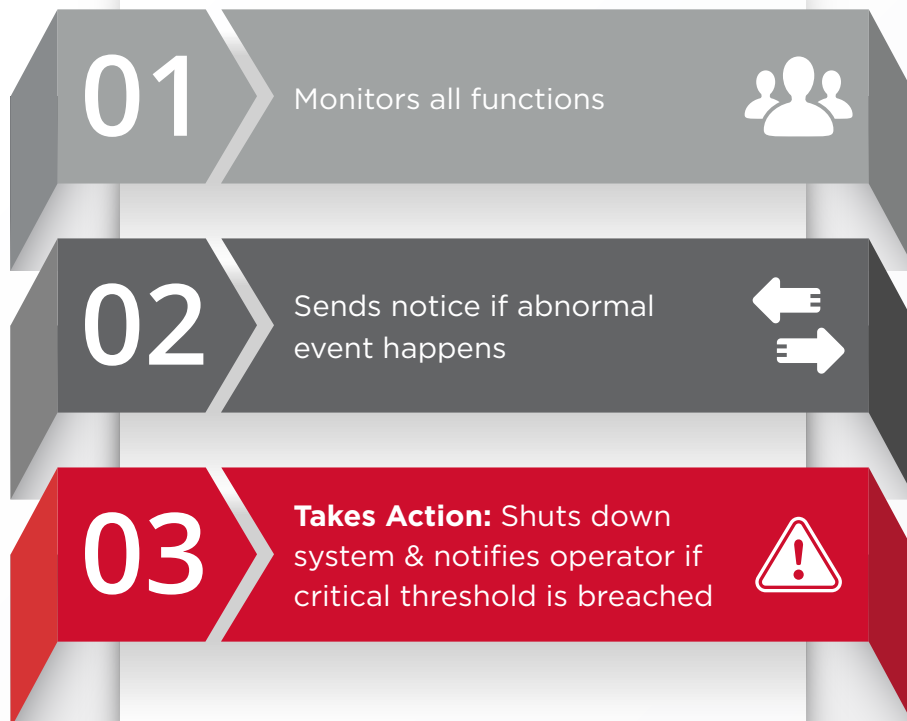 01
Monitors all functions
02
Sends notice if abnormal
event happens
03
Takes Action: Shuts down
system & notifies operator if
critical threshold is breached